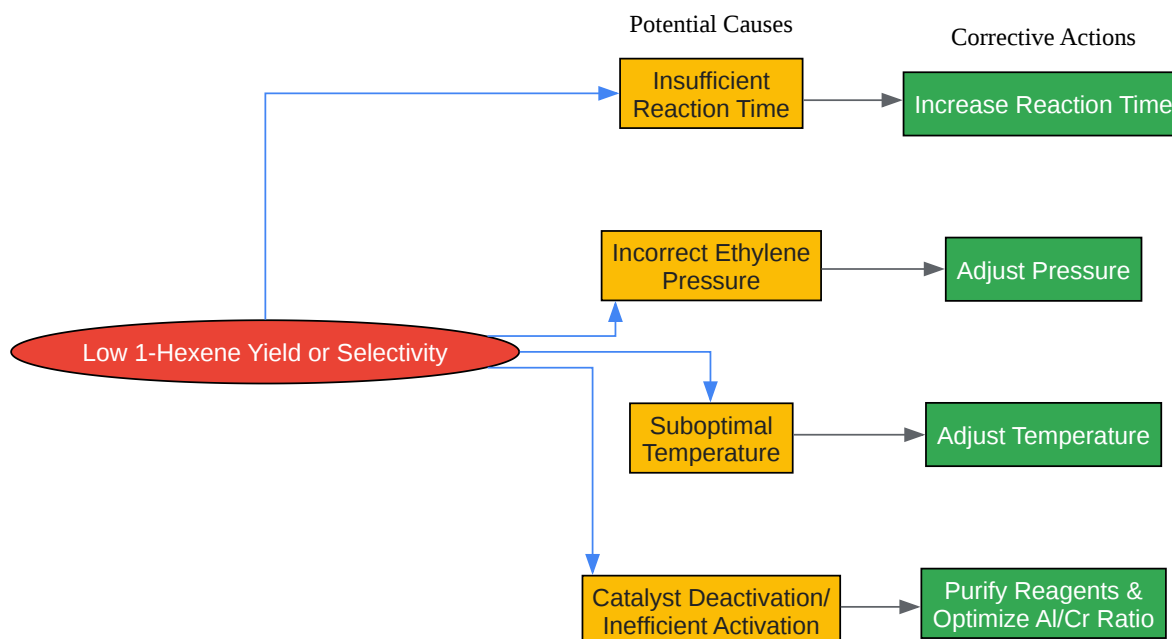 Potential Causes
Corrective Actions
Insufficient
Reaction Time
Increase Reaction Time
Incorrect Ethylene
Pressure
Adjust Pressure
Low 1-Hexene Yield or Selectivity
Suboptimal
Temperature
Adjust Temperature
Catalyst Deactivation/
Inefficient Activation
Purify Reagents &
Optimize Al/Cr Ratio